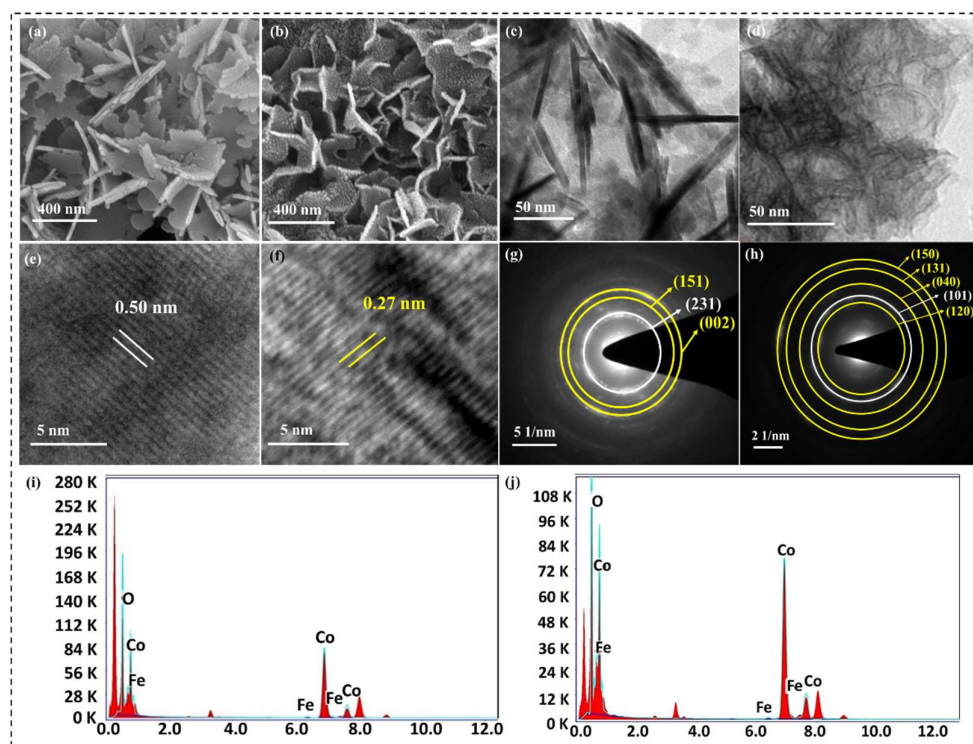 (a)
400 nm
(b)
400 nm
(c)
50 nm
(d)
50 nm
(e)
0.50 nm
5 nm
(f)
0.27 nm
5 nm
(g)
(151)
(231)
(002)
5 1/nm
(h)
(150)
(131)
(040)
(101)
(120)
2 1/nm
(i)
280 K
252 K
224 K
196 K
168 K
140 K
112 K
84 K
56 K
28 K
0 K
O
Co
Fe
Fe
Co
Fe
Co
0.0 2.0 4.0 6.0 8.0 10.0 12.0
(j)
108 K
96 K
84 K
72 K
60 K
48 K
36 K
24 K
12 K
0 K
O
Co
Fe
Fe
Co
Fe
Co
0.0 2.0 4.0 6.0 8.0 10.0 12.0